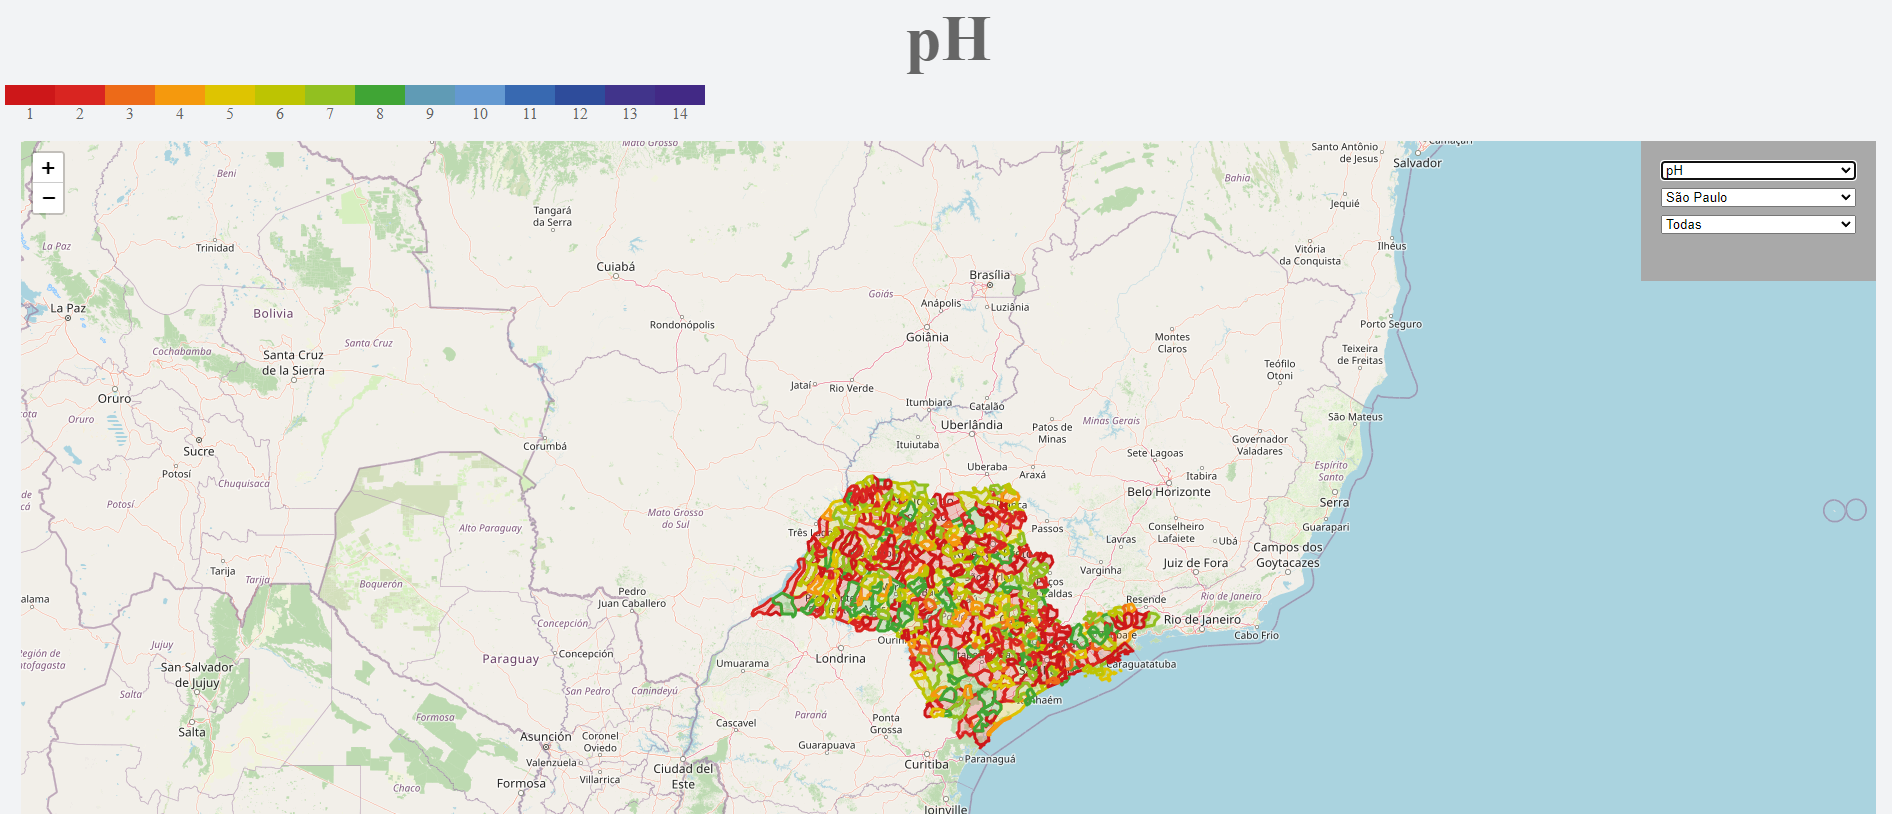 pH
1 2 3 4 5 6 7 8 9 10 11 12 13 14
+
−
pH
São Paulo
Todas
Mato Grosso
Santo Antônio
de Jesus
Salvador
Beni
Bahia
Tangará
da Serra
Jequié
La Paz
Trinidad
Vitória
da Conquista
Ilhéus
Cuiabá
Brasília
Goiás
Anápolis
Luziânia
La Paz
Bolivia
Rondonópolis
Porto Seguro
Goiânia
Montes
Claros
Santa Cruz
Cochabamba
Santa Cruz
de la Sierra
Teixeira
de Freitas
Teófilo
Otoni
Jataí
Rio Verde
Oruro
Itumbiara
Catalão
Oruro
São Mateus
Uberlândia
Patos de
Minas
Minas Gerais
Corumbá
Ituiutaba
Governador
Valadares
Sucre
Sete Lagoas
Potosí
Uberaba
Araxá
Itabira
Espírito
Santo
Chuquisaca
Belo Horizonte
Potosí
Serra
Mato Grosso
do Sul
Alto Paraguay
Passos
Conselheiro
Lafaiete
Ubá
Guarapari
Campos dos
Goytacazes
Lavras
Juiz de Fora
Varginha
Tarija
Tarija
Boquerón
Pedro
Juan Caballero
Resende
Rio de Janeiro
Rio de Janeiro
Cabo Frio
Concepción
Jujuy
Paraguay
Concepción
Londrina
Umuarama
Caraguatatuba
San Salvador
de Jujuy
Salta
San Pedro
Canindeyú
Paraná
Ponta
Grossa
Cascavel
Formosa
Salta
Asunción
Coronel
Oviedo
Guarapuava
Valenzuela
Villarrica
Ciudad del
Este
Curitiba
Paranaguá
Chaco
Formosa
Joinville